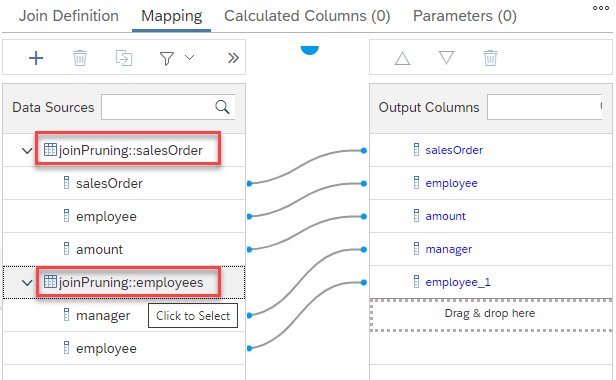 Join Definition Mapping Calculated Columns (0) Parameters (0)
Data Sources
Output Columns
joinPruning::salesOrder
salesOrder
salesOrder
employee
employee
amount
amount
joinPruning::employees
manager
employee_1
manager
Click to Select
Drag & drop here
employee